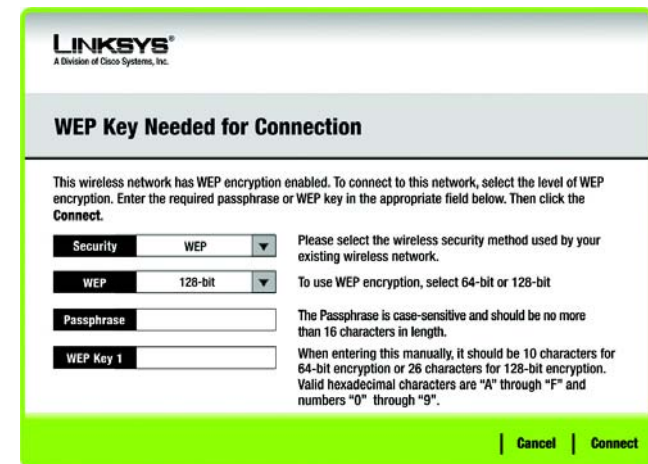 LINKSYS®
A Division of Cisco Systems, Inc.
WEP Key Needed for Connection
This wireless network has WEP encryption enabled. To connect to this network, select the level of WEP
encryption. Enter the required passphrase or WEP key in the appropriate field below. Then click the
Connect.
Security WEP
Please select the wireless security method used by your
existing wireless network.
WEP 128-bit
To use WEP encryption, select 64-bit or 128-bit
Passphrase
The Passphrase is case-sensitive and should be no more
than 16 characters in length.
WEP Key 1
When entering this manually, it should be 10 characters for
64-bit encryption or 26 characters for 128-bit encryption.
Valid hexadecimal characters are “A” through “F” and
numbers “0” through “9”.
Cancel Connect